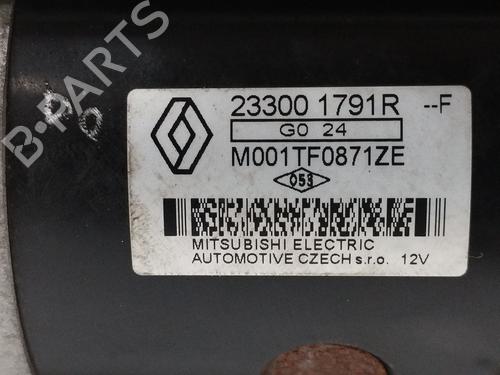 B-PARTS
23300 1791R --F
G0 24
M001TF0871ZE
053
MITSUBISHI ELECTRIC
AUTOMOTIVE CZECH s.r.o. 12V